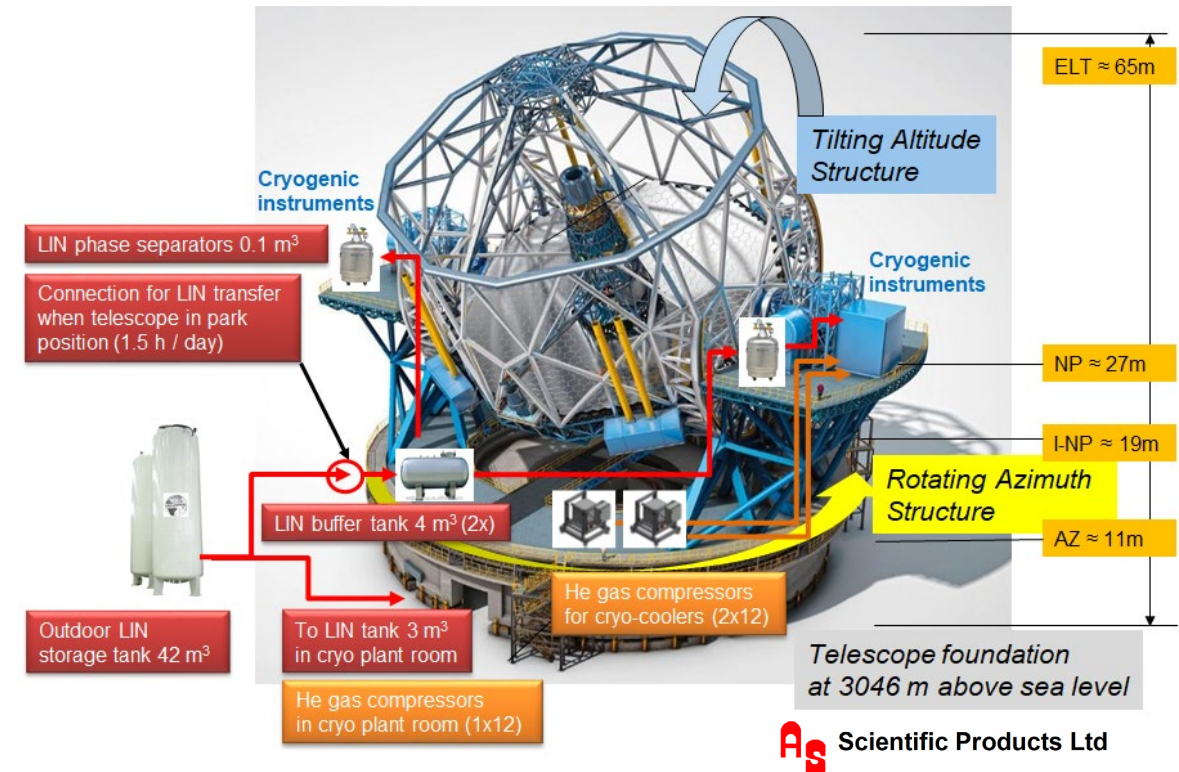 ELT ≈ 65m
Tilting Altitude
Structure
Cryogenic
instruments
LIN phase separators 0.1 m³
Connection for LIN transfer
when telescope in park
position (1.5 h / day)
Cryogenic
instruments
NP ≈ 27m
I-NP ≈ 19m
Rotating Azimuth
Structure
LIN buffer tank 4 m³ (2x)
AZ ≈ 11m
He gas compressors
for cryo-coolers (2x12)
Outdoor LIN
storage tank 42 m³
To LIN tank 3 m³
in cryo plant room
He gas compressors
in cryo plant room (1x12)
Telescope foundation
at 3046 m above sea level
AS Scientific Products Ltd